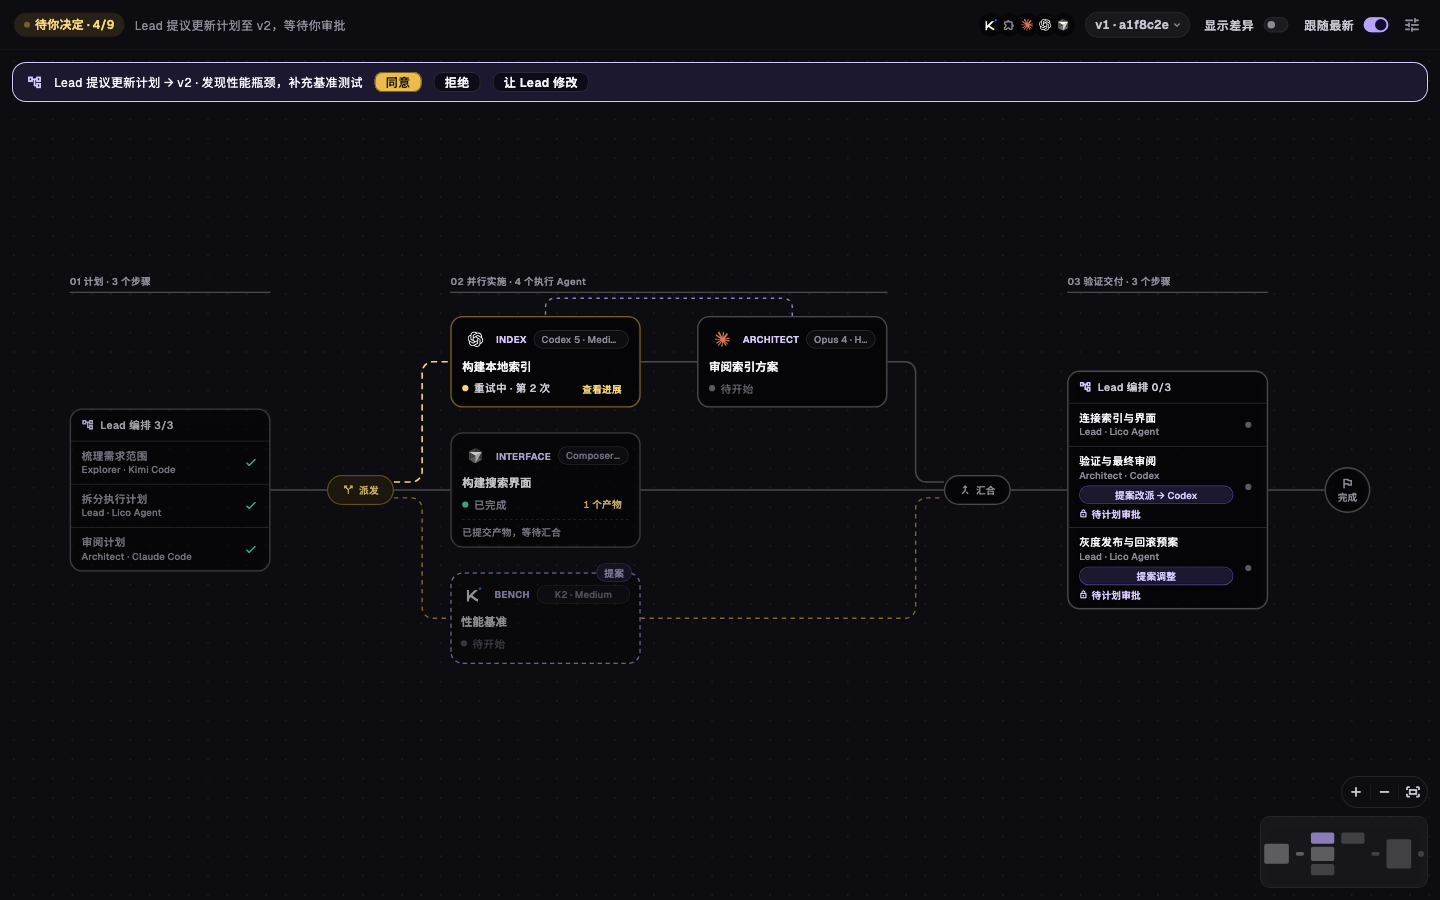 待你决定 · 4/9
Lead 提议更新计划至 v2，等待你审批
v1 · a1f8c2e
显示差异
跟随最新
Lead 提议更新计划 → v2 · 发现性能瓶颈，补充基准测试
同意
拒绝
让 Lead 修改
01 计划 · 3 个步骤
Lead 编排 3/3
梳理需求范围
Explorer · Kimi Code
拆分执行计划
Lead · Lico Agent
审阅计划
Architect · Claude Code
派发
02 并行实施 · 4 个执行 Agent
INDEX
Codex 5 · Medi...
构建本地索引
重试中 · 第 2 次
查看进展
ARCHITECT
Opus 4 · H...
审阅索引方案
待开始
INTERFACE
Composer...
构建搜索界面
已完成
1 个产物
已提交产物，等待汇合
提案
BENCH
K2 · Medium
性能基准
待开始
汇合
03 验证交付 · 3 个步骤
Lead 编排 0/3
连接索引与界面
Lead · Lico Agent
验证与最终审阅
Architect · Codex
提案改派 → Codex
待计划审批
灰度发布与回滚预案
Lead · Lico Agent
提案调整
待计划审批
完成